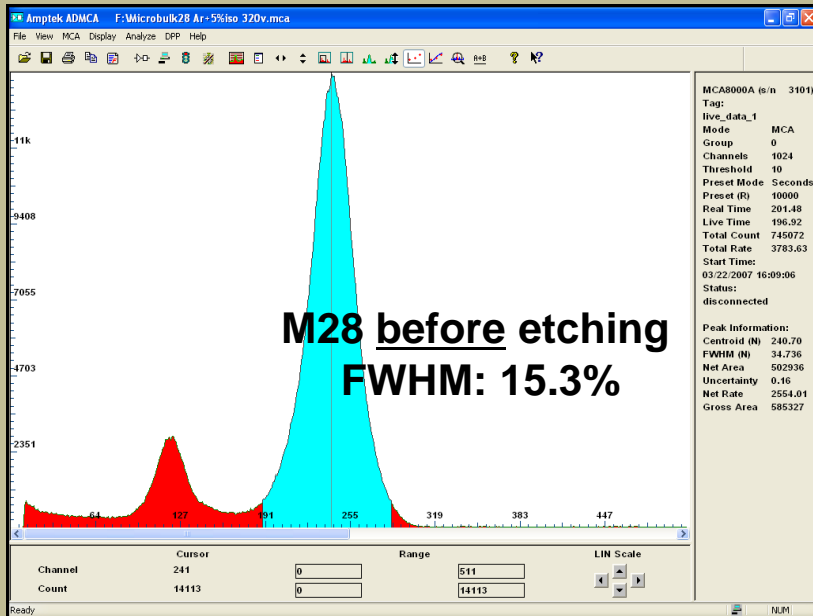 Amptek ADMCA F:\Microbulk28 Ar+5%iso 320v.mca
File View MCA Display Analyze DPP Help
MCA8000A (s/n 3101)
Tag:
live_data_1
Mode MCA
Group 0
Channels 1024
Threshold 10
Preset Mode Seconds
Preset (R) 10000
Real Time 201.48
Live Time 196.92
Total Count 745072
Total Rate 3783.63
Start Time:
03/22/2007 16:09:06
Status:
disconnected
Peak Information:
Centroid (N) 240.70
FWHM (N) 34.736
Net Area 502936
Uncertainty 0.16
Net Rate 2554.01
Gross Area 585327
11k
9408
7055
4703
2351
M28 before etching
FWHM: 15.3%
64 127 191 255 319 383 447
Cursor Range LIN Scale
Channel 241 0 511
Count 14113 0 14113
Ready NUM